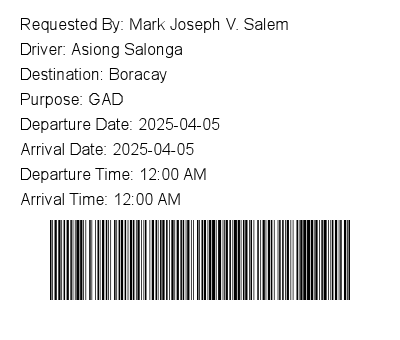 Requested By: Mark Joseph V. Salem
Driver: Asiong Salonga
Destination: Boracay
Purpose: GAD
Departure Date: 2025-04-05
Arrival Date: 2025-04-05
Departure Time: 12:00 AM
Arrival Time: 12:00 AM